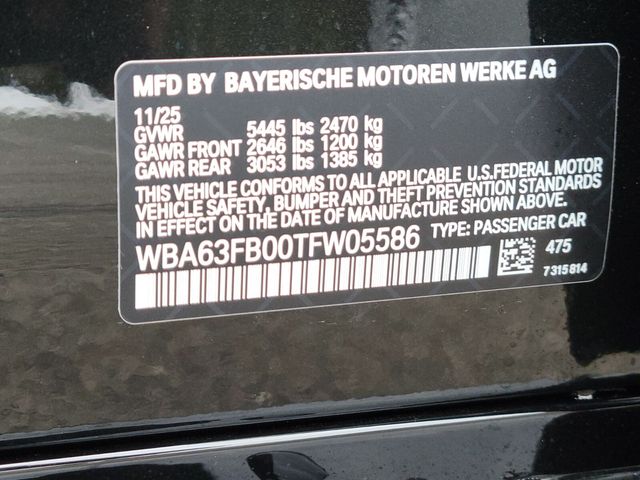 MFD BY BAYERISCHE MOTOREN WERKE AG
11/25
GVWR 5445 lbs 2470 kg
GAWR FRONT 2646 lbs 1200 kg
GAWR REAR 3053 lbs 1385 kg
THIS VEHICLE CONFORMS TO ALL APPLICABLE U.S.FEDERAL MOTOR
VEHICLE SAFETY, BUMPER AND THEFT PREVENTION STANDARDS
IN EFFECT ON THE DATE OF MANUFACTURE SHOWN ABOVE.
WBA63FB00TFW05586 TYPE: PASSENGER CAR
475
7315814